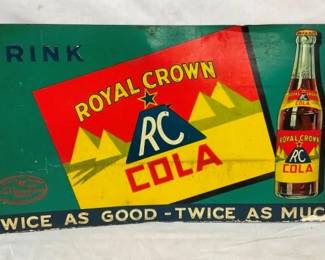 RINK
ROYAL CROWN
RC
COLA
ROYAL CROWN
RC
COLA
WICE AS GOOD - TWICE AS MUC